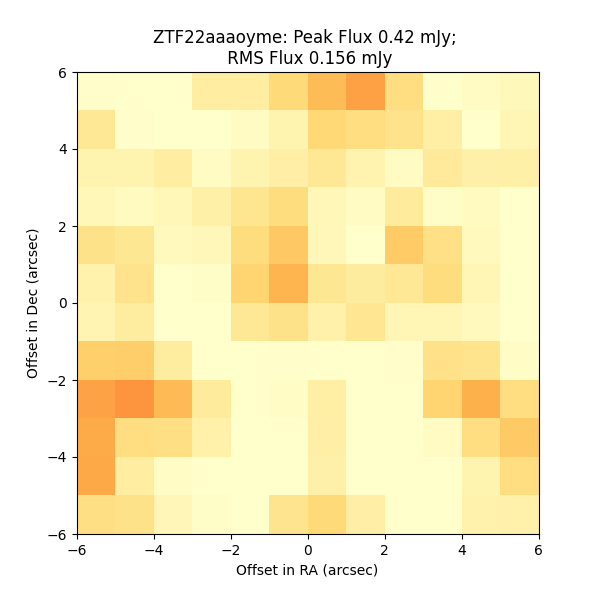 ZTF22aaaoyme: Peak Flux 0.42 mJy;
RMS Flux 0.156 mJy
6
4
2
0
−2
−4
−6
Offset in Dec (arcsec)
−6 −4 −2 0 2 4 6
Offset in RA (arcsec)